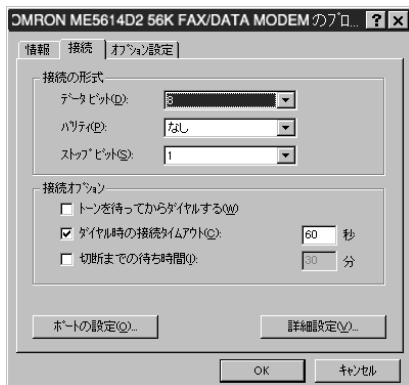 OMRON ME5614D2 56K FAX/DATA MODEM のプロ... ? ×
情報 接続 オプション設定
接続の形式
データ ビット(D): 8
パリティ(P): なし
ストップ ビット(S): 1
接続オプション
トーンを待ってからダイヤルする(W)
ダイヤル時の接続タイムアウト(C): 60 秒
切断までの待ち時間(I): 30 分
ポートの設定(O)... 詳細設定(V)...
OK キャンセル